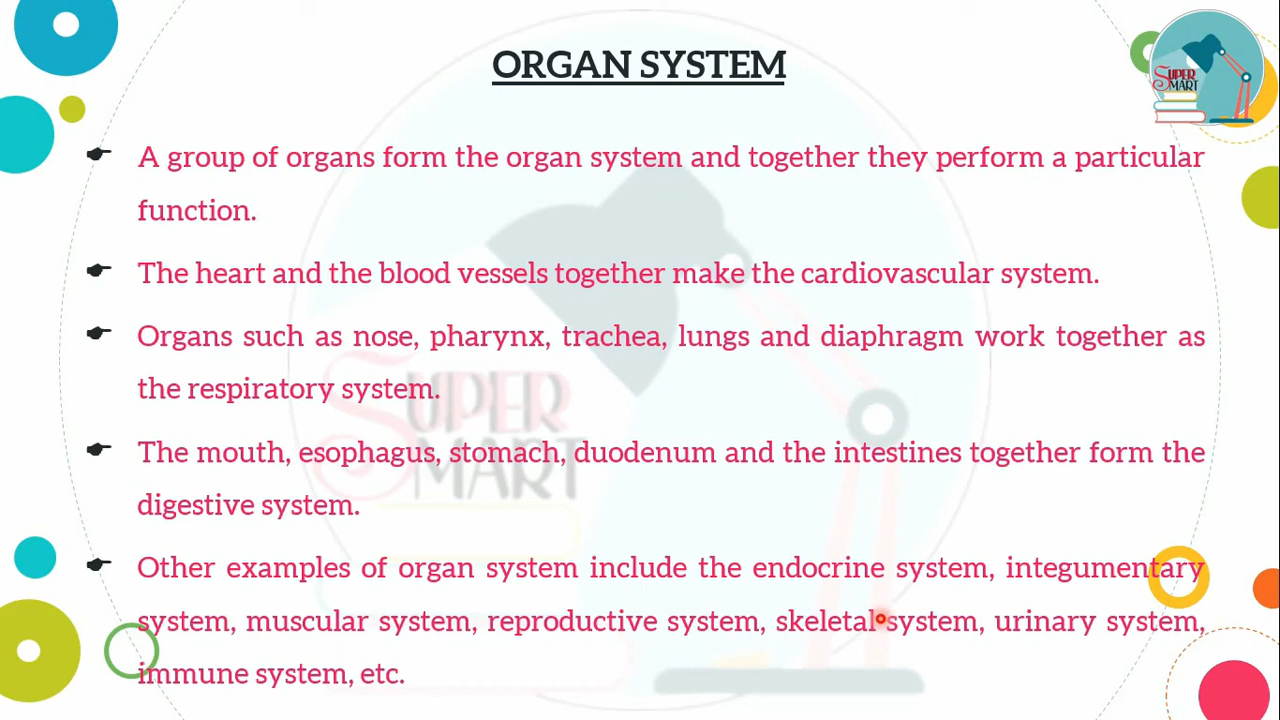 ORGAN SYSTEM
SUPER
MART
A group of organs form the organ system and together they perform a particular
function.
The heart and the blood vessels together make the cardiovascular system.
Organs such as nose, pharynx, trachea, lungs and diaphragm work together as
the respiratory system.
SUPER
MART
The mouth, esophagus, stomach, duodenum and the intestines together form the
digestive system.
Other examples of organ system include the endocrine system, integumentary
system, muscular system, reproductive system, skeletal system, urinary system,
immune system, etc.